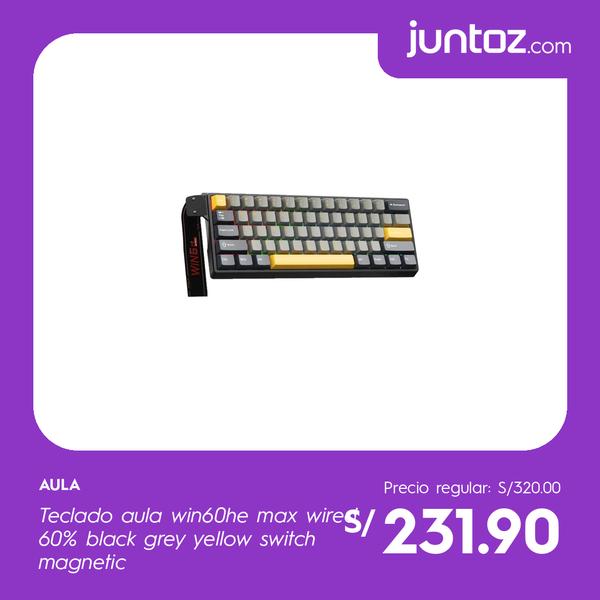 juntoz.com
WIN60
AULA
Precio regular: S/320.00
Teclado aula win60he max wired
60% black grey yellow switch
magnetic
S/ 231.90